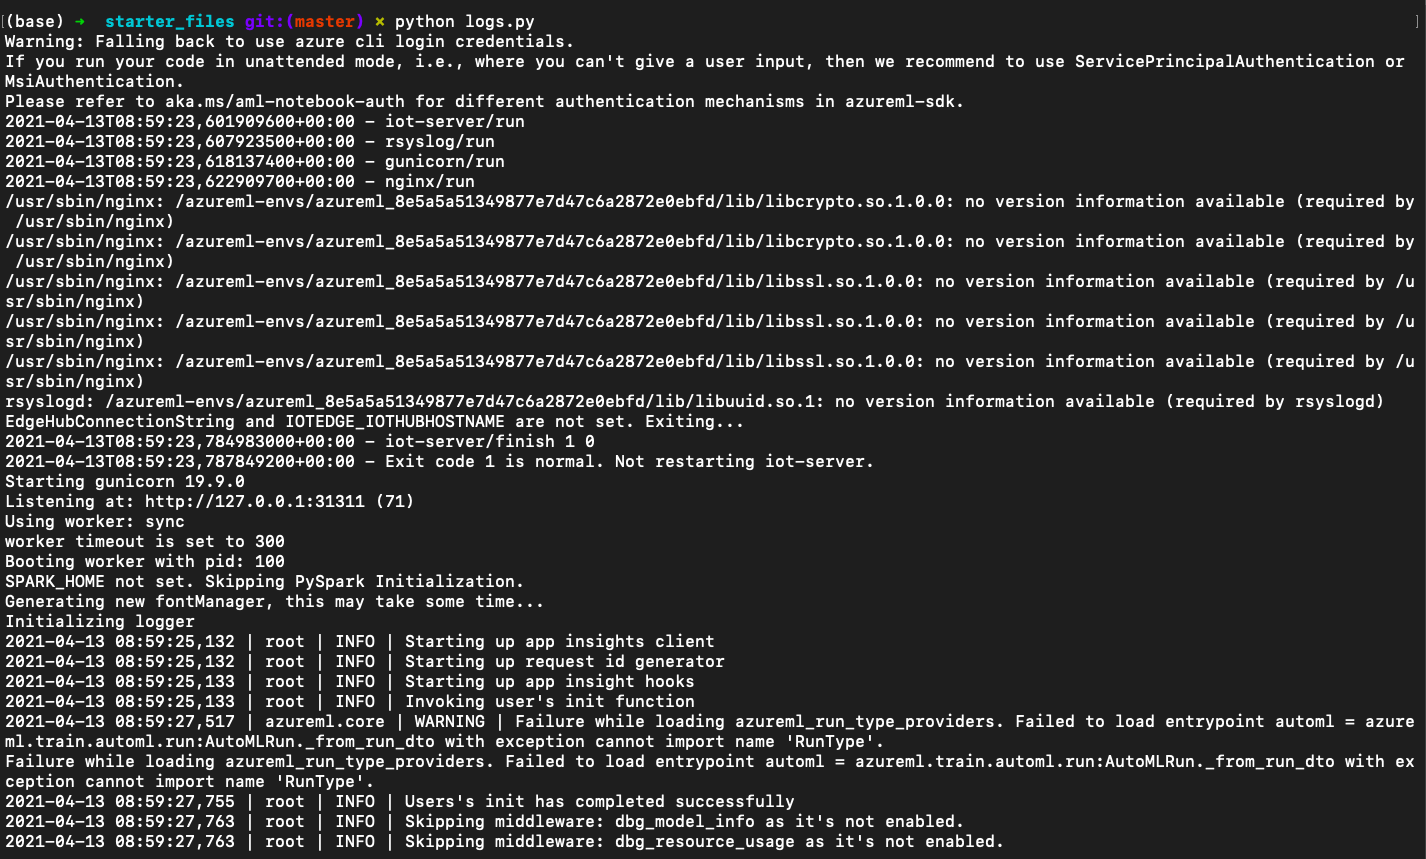 (base) ➜  starter_files git:(master) ✗ python logs.py
Warning: Falling back to use azure cli login credentials.
If you run your code in unattended mode, i.e., where you can't give a user input, then we recommend to use ServicePrincipalAuthentication or
MsiAuthentication.
Please refer to aka.ms/aml-notebook-auth for different authentication mechanisms in azureml-sdk.
2021-04-13T08:59:23,601909600+00:00 - iot-server/run
2021-04-13T08:59:23,607923500+00:00 - rsyslog/run
2021-04-13T08:59:23,618137400+00:00 - gunicorn/run
2021-04-13T08:59:23,622909700+00:00 - nginx/run
/usr/sbin/nginx: /azureml-envs/azureml_8e5a5a51349877e7d47c6a2872e0ebfd/lib/libcrypto.so.1.0.0: no version information available (required by
 /usr/sbin/nginx)
/usr/sbin/nginx: /azureml-envs/azureml_8e5a5a51349877e7d47c6a2872e0ebfd/lib/libcrypto.so.1.0.0: no version information available (required by
 /usr/sbin/nginx)
/usr/sbin/nginx: /azureml-envs/azureml_8e5a5a51349877e7d47c6a2872e0ebfd/lib/libssl.so.1.0.0: no version information available (required by /u
sr/sbin/nginx)
/usr/sbin/nginx: /azureml-envs/azureml_8e5a5a51349877e7d47c6a2872e0ebfd/lib/libssl.so.1.0.0: no version information available (required by /u
sr/sbin/nginx)
/usr/sbin/nginx: /azureml-envs/azureml_8e5a5a51349877e7d47c6a2872e0ebfd/lib/libssl.so.1.0.0: no version information available (required by /u
sr/sbin/nginx)
rsyslogd: /azureml-envs/azureml_8e5a5a51349877e7d47c6a2872e0ebfd/lib/libuuid.so.1: no version information available (required by rsyslogd)
EdgeHubConnectionString and IOTEDGE_IOTHUBHOSTNAME are not set. Exiting...
2021-04-13T08:59:23,784983000+00:00 - iot-server/finish 1 0
2021-04-13T08:59:23,787849200+00:00 - Exit code 1 is normal. Not restarting iot-server.
Starting gunicorn 19.9.0
Listening at: http://127.0.0.1:31311 (71)
Using worker: sync
worker timeout is set to 300
Booting worker with pid: 100
SPARK_HOME not set. Skipping PySpark Initialization.
Generating new fontManager, this may take some time...
Initializing logger
2021-04-13 08:59:25,132 | root | INFO | Starting up app insights client
2021-04-13 08:59:25,132 | root | INFO | Starting up request id generator
2021-04-13 08:59:25,133 | root | INFO | Starting up app insight hooks
2021-04-13 08:59:25,133 | root | INFO | Invoking user's init function
2021-04-13 08:59:27,517 | azureml.core | WARNING | Failure while loading azureml_run_type_providers. Failed to load entrypoint automl = azure
ml.train.automl.run:AutoMLRun._from_run_dto with exception cannot import name 'RunType'.
Failure while loading azureml_run_type_providers. Failed to load entrypoint automl = azureml.train.automl.run:AutoMLRun._from_run_dto with ex
ception cannot import name 'RunType'.
2021-04-13 08:59:27,755 | root | INFO | Users's init has completed successfully
2021-04-13 08:59:27,763 | root | INFO | Skipping middleware: dbg_model_info as it's not enabled.
2021-04-13 08:59:27,763 | root | INFO | Skipping middleware: dbg_resource_usage as it's not enabled.